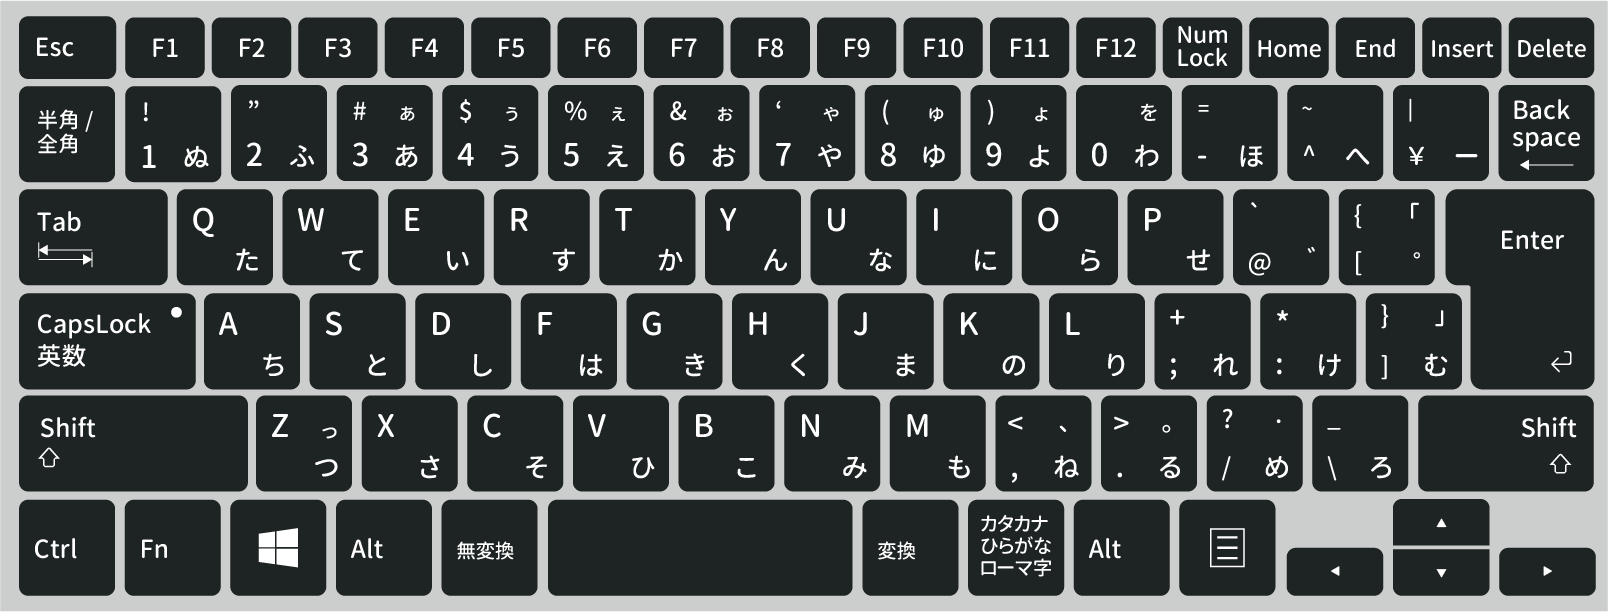 Esc F1 F2 F3 F4 F5 F6 F7 F8 F9 F10 F11 F12 Num Lock Home End Insert Delete
半角 / 全角 ! 1 ぬ ” 2 ふ # ぁ 3 あ $ ぅ 4 う % ぇ 5 え & ぉ 6 お ‘ ゃ 7 や ( ゅ 8 ゆ ) ょ 9 よ を 0 わ = - ほ ~ ^ へ | ¥ ー Back space
Tab Q た W て E い R す T か Y ん U な I に O ら P せ ` @ ゛ { 「 [ ゜ Enter
CapsLock 英数 A ち S と D し F は G き H く J ま K の L り + ; れ * : け } 」 ] む
Shift Z っ つ X さ C そ V ひ B こ N み M も < 、 , ね > 。 . る ? ・ / め _ \ ろ Shift
Ctrl Fn Alt 無変換 変換 カタカナ ひらがな ローマ字 Alt